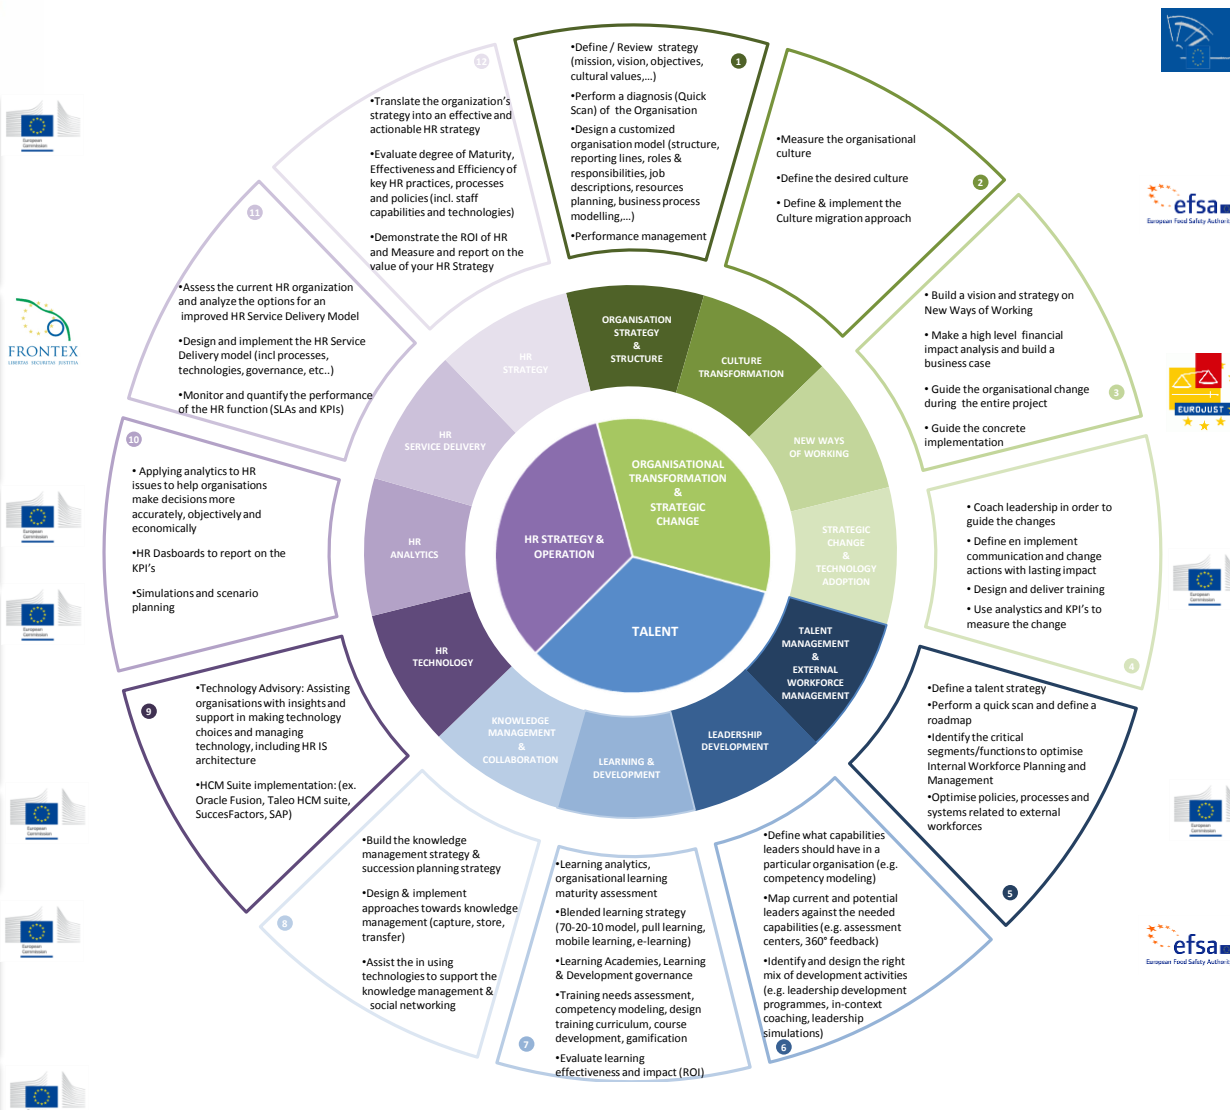 1
•Define / Review strategy
(mission, vision, objectives,
cultural values,...)
•Perform a diagnosis (Quick
Scan) of the Organisation
•Design a customized
organisation model (structure,
reporting lines, roles &
responsibilities, job
descriptions, resources
planning, business process
modelling,...)
•Performance management
2
•Measure the organisational
culture
•Define the desired culture
• Define & implement the
Culture migration approach
3
• Build a vision and strategy on
New Ways of Working
• Make a high level financial
impact analysis and build a
business case
• Guide the organisational change
during the entire project
• Guide the concrete
implementation
4
• Coach leadership in order to
guide the changes
• Define en implement
communication and change
actions with lasting impact
• Design and deliver training
• Use analytics and KPI's to
measure the change
5
•Define a talent strategy
•Perform a quick scan and define a
roadmap
•Identify the critical
segments/functions to optimise
Internal Workforce Planning and
Management
•Optimise policies, processes and
systems related to external
workforces
6
•Define what capabilities
leaders should have in a
particular organisation (e.g.
competency modeling)
•Map current and potential
leaders against the needed
capabilities (e.g. assessment
centers, 360° feedback)
•Identify and design the right
mix of development activities
(e.g. leadership development
programmes, in-context
coaching, leadership
simulations)
7
•Learning analytics,
organisational learning
maturity assessment
•Blended learning strategy
(70-20-10 model, pull learning,
mobile learning, e-learning)
•Learning Academies, Learning
& Development governance
•Training needs assessment,
competency modeling, design
training curriculum, course
development, gamification
•Evaluate learning
effectiveness and impact (ROI)
8
•Build the knowledge
management strategy &
succession planning strategy
•Design & implement
approaches towards knowledge
management (capture, store,
transfer)
•Assist the in using
technologies to support the
knowledge management &
social networking
9
•Technology Advisory: Assisting
organisations with insights and
support in making technology
choices and managing
technology, including HR IS
architecture
•HCM Suite implementation: (ex.
Oracle Fusion, Taleo HCM suite,
SuccesFactors, SAP)
10
• Applying analytics to HR
issues to help organisations
make decisions more
accurately, objectively and
economically
•HR Dasboards to report on the
KPI's
•Simulations and scenario
planning
11
•Assess the current HR organization
and analyze the options for an
improved HR Service Delivery Model
•Design and implement the HR Service
Delivery model (incl processes,
technologies, governance, etc..)
•Monitor and quantify the performance
of the HR function (SLAs and KPIs)
12
•Translate the organization's
strategy into an effective and
actionable HR strategy
•Evaluate degree of Maturity,
Effectiveness and Efficiency of
key HR practices, processes
and policies (incl. staff
capabilities and technologies)
•Demonstrate the ROI of HR
and Measure and report on the
value of your HR Strategy
ORGANISATION
STRATEGY
&
STRUCTURE
CULTURE
TRANSFORMATION
NEW WAYS
OF WORKING
STRATEGIC
CHANGE
&
TECHNOLOGY
ADOPTION
TALENT
MANAGEMENT
&
EXTERNAL
WORKFORCE
MANAGEMENT
LEADERSHIP
DEVELOPMENT
LEARNING &
DEVELOPMENT
KNOWLEDGE
MANAGEMENT
&
COLLABORATION
HR
TECHNOLOGY
HR
ANALYTICS
HR
SERVICE DELIVERY
HR
STRATEGY
ORGANISATIONAL
TRANSFORMATION
&
STRATEGIC
CHANGE
HR STRATEGY &
OPERATION
TALENT
European
Commission
FRONTEX
LIBERTAS SECURITAS JUSTITIA
European
Commission
European
Commission
European
Commission
European
Commission
efsa
European Food Safety Authorit
EUROJUST
European
Commission
European
Commission
efsa
European Food Safety Authorit